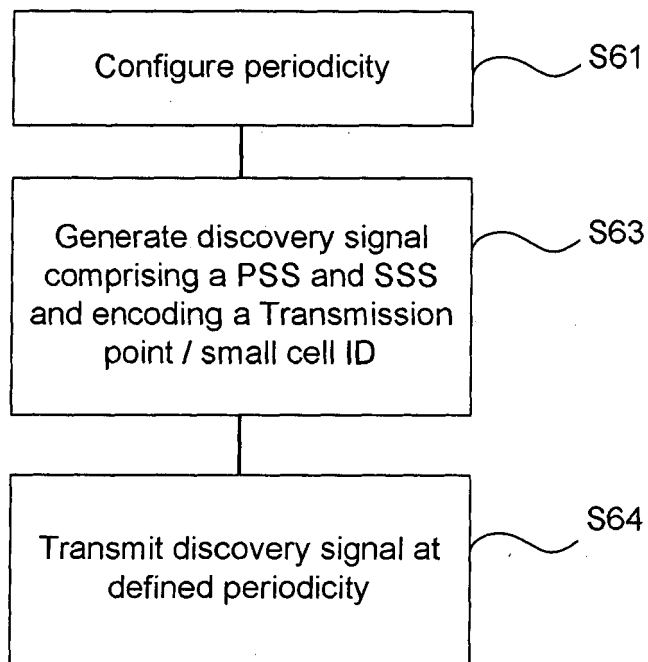 Configure periodicity
S61
Generate discovery signal
comprising a PSS and SSS
and encoding a Transmission
point / small cell ID
S63
Transmit discovery signal at
defined periodicity
S64